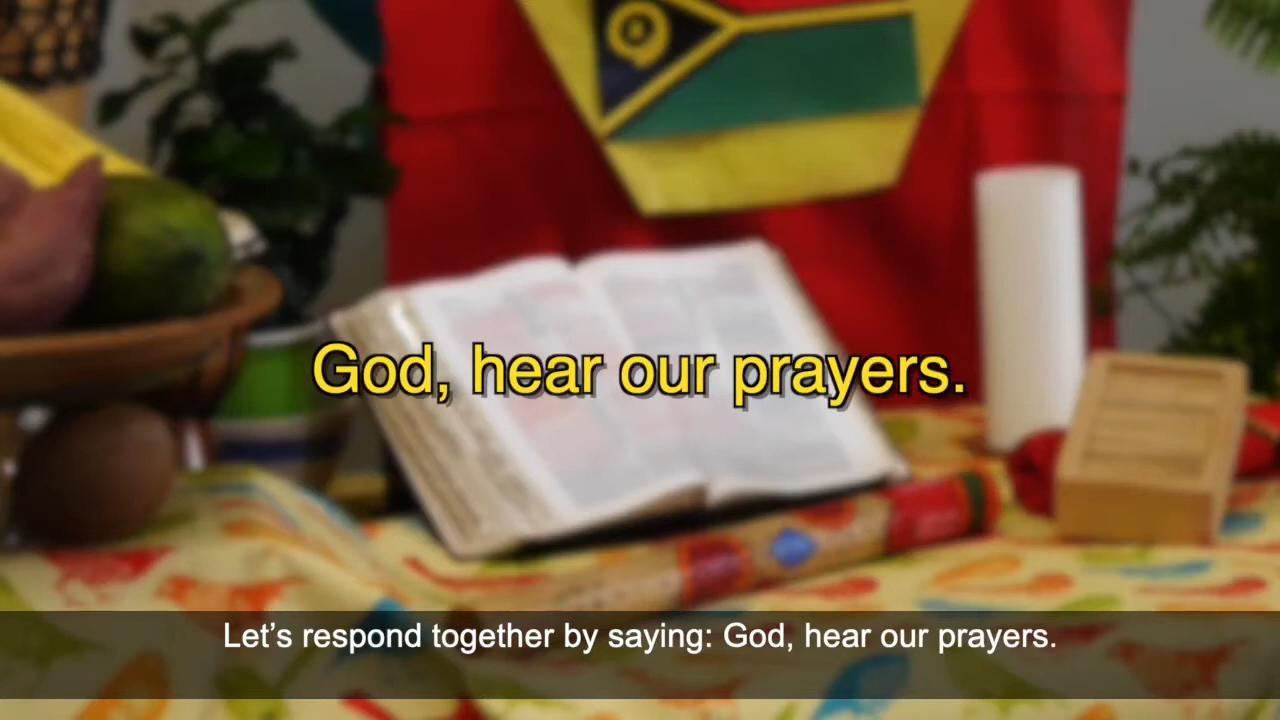 God, hear our prayers.
Let’s respond together by saying: God, hear our prayers.